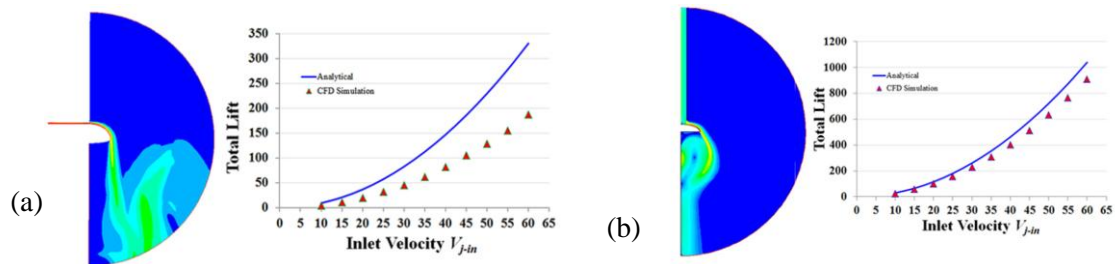 (a)
Total Lift
350
300
250
200
150
100
50
0
Analytical
CFD Simulation
0 5 10 15 20 25 30 35 40 45 50 55 60 65
Inlet Velocity V_j-in
(b)
Total Lift
1200
1000
800
600
400
200
0
Analytical
CFD Simulation
0 5 10 15 20 25 30 35 40 45 50 55 60 65
Inlet Velocity V_j-in